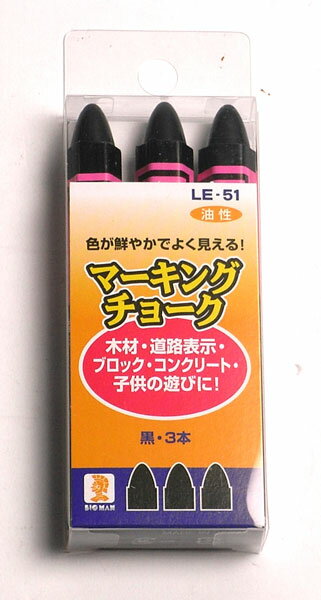 LE-51
油性
色が鮮やかでよく見える!
マーキング
チョーク
木材・道路表示・
ブロック・コンクリート・
子供の遊びに!
黒・3本
BIG MAN